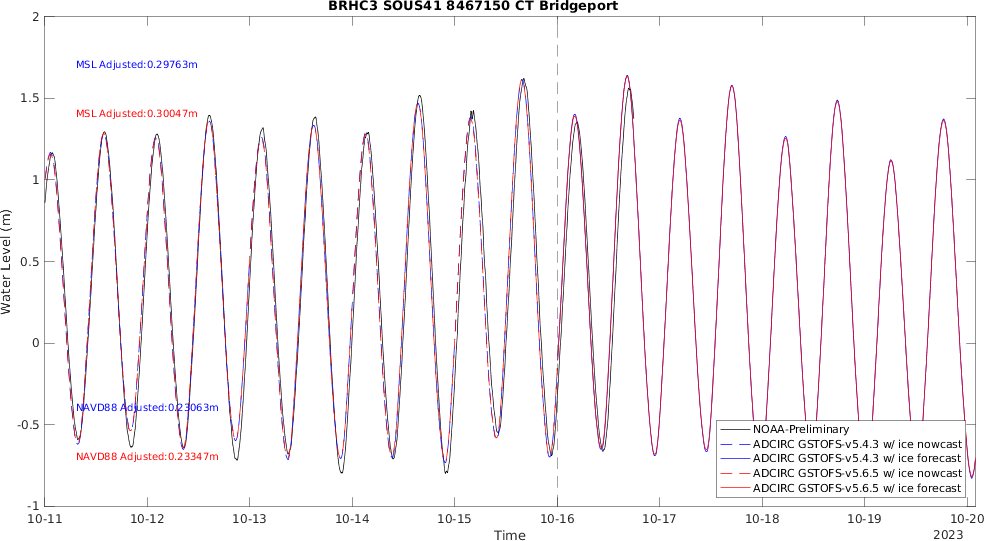 BRHC3 SOUS41 8467150 CT Bridgeport
2
1.5
1
0.5
0
-0.5
-1
Water Level (m)
MSL Adjusted:0.29763m
MSL Adjusted:0.30047m
NAVD88 Adjusted:0.23063m
NAVD88 Adjusted:0.23347m
NOAA-Preliminary
ADCIRC GSTOFS-v5.4.3 w/ ice nowcast
ADCIRC GSTOFS-v5.4.3 w/ ice forecast
ADCIRC GSTOFS-v5.6.5 w/ ice nowcast
ADCIRC GSTOFS-v5.6.5 w/ ice forecast
10-11 10-12 10-13 10-14 10-15 10-16 10-17 10-18 10-19 10-20
Time
2023